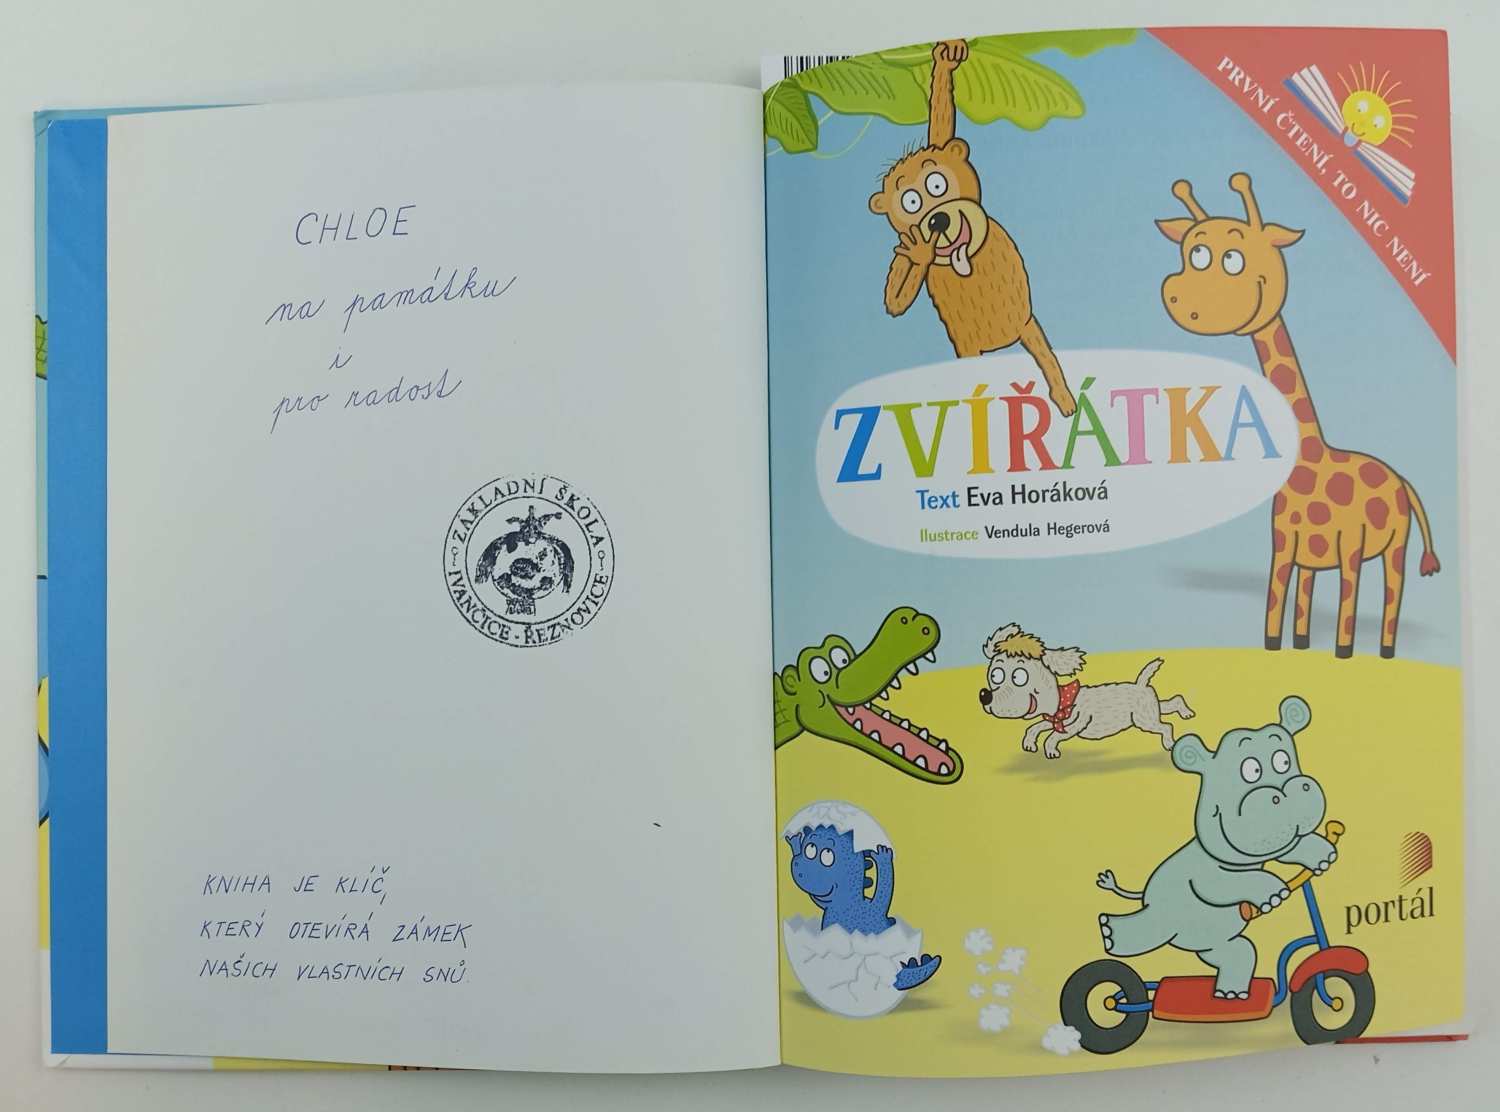 CHLOE
na památku
i
pro radost
ZÁKLADNÍ ŠKOLA
IVANČICE - ŘEZNOVICE
KNIHA JE KLÍČ,
KTERÝ OTEVÍRÁ ZÁMEK
NAŠICH VLASTNÍCH SNŮ.
PRVNÍ ČTENÍ, TO NIC NENÍ
ZVÍŘÁTKA
Text Eva Horáková
Ilustrace Vendula Hegerová
portál